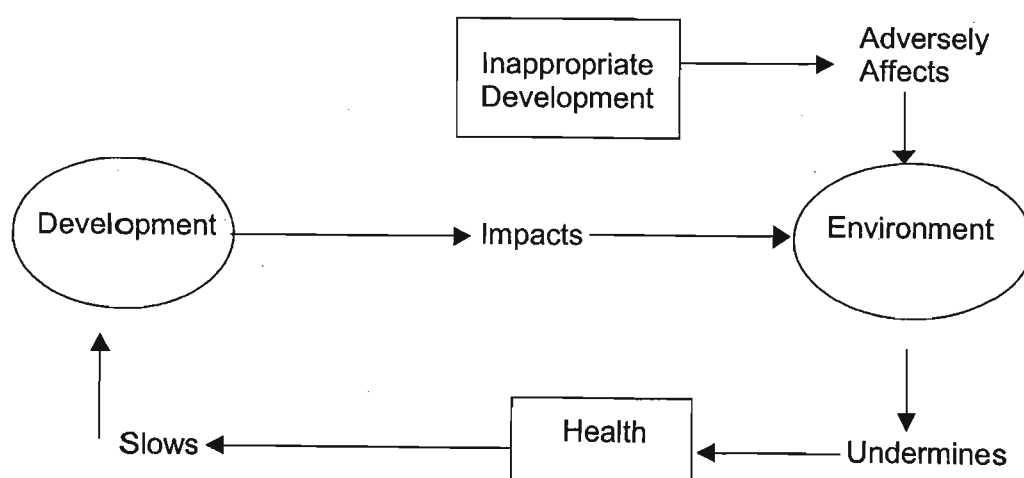 Inappropriate
Development
Adversely
Affects
Development
Impacts
Environment
Slows
Health
Undermines